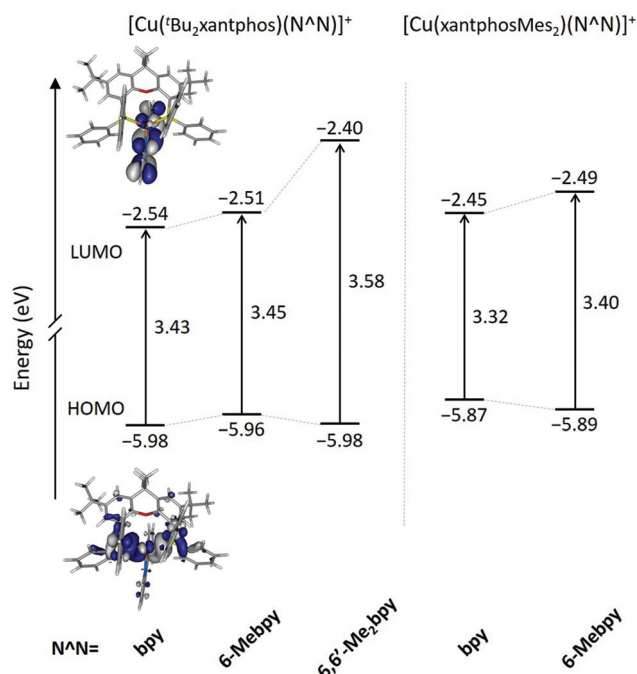 [Cu(ᵗBu₂xantphos)(N^N)]⁺
[Cu(xantphosMes₂)(N^N)]⁺
Energy (eV)
LUMO
HOMO
−2.54
−2.51
−2.40
−2.45
−2.49
3.43
3.45
3.58
3.32
3.40
−5.98
−5.96
−5.98
−5.87
−5.89
N^N=
bpy
6-Mebpy
6,6′-Me₂bpy
bpy
6-Mebpy